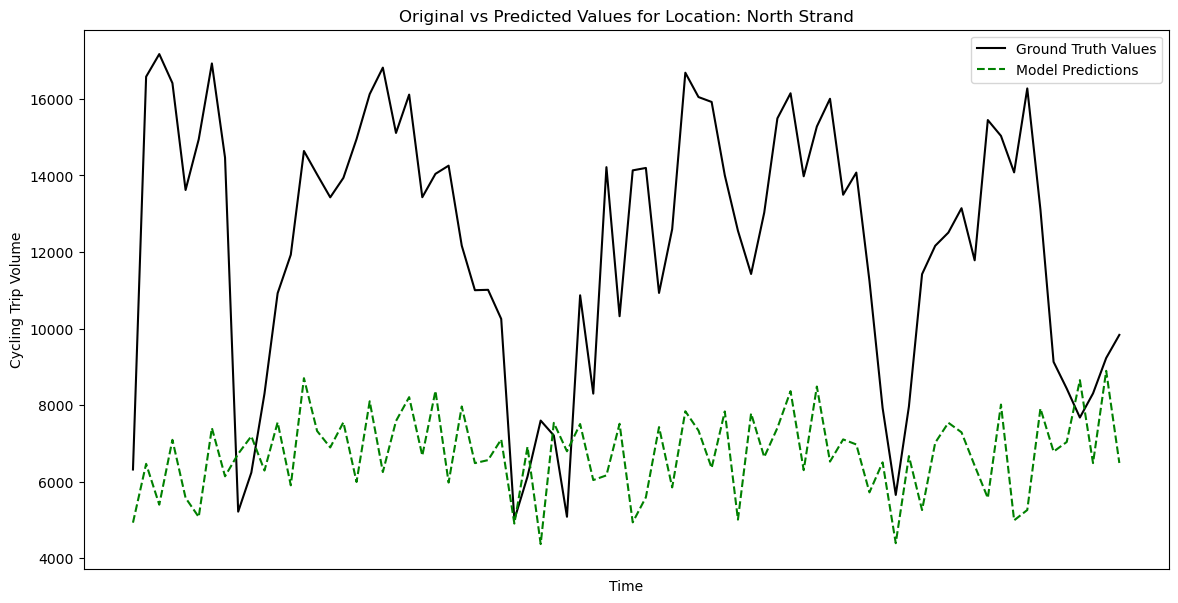 Original vs Predicted Values for Location: North Strand
Ground Truth Values
Model Predictions
Cycling Trip Volume
16000
14000
12000
10000
8000
6000
4000
Time